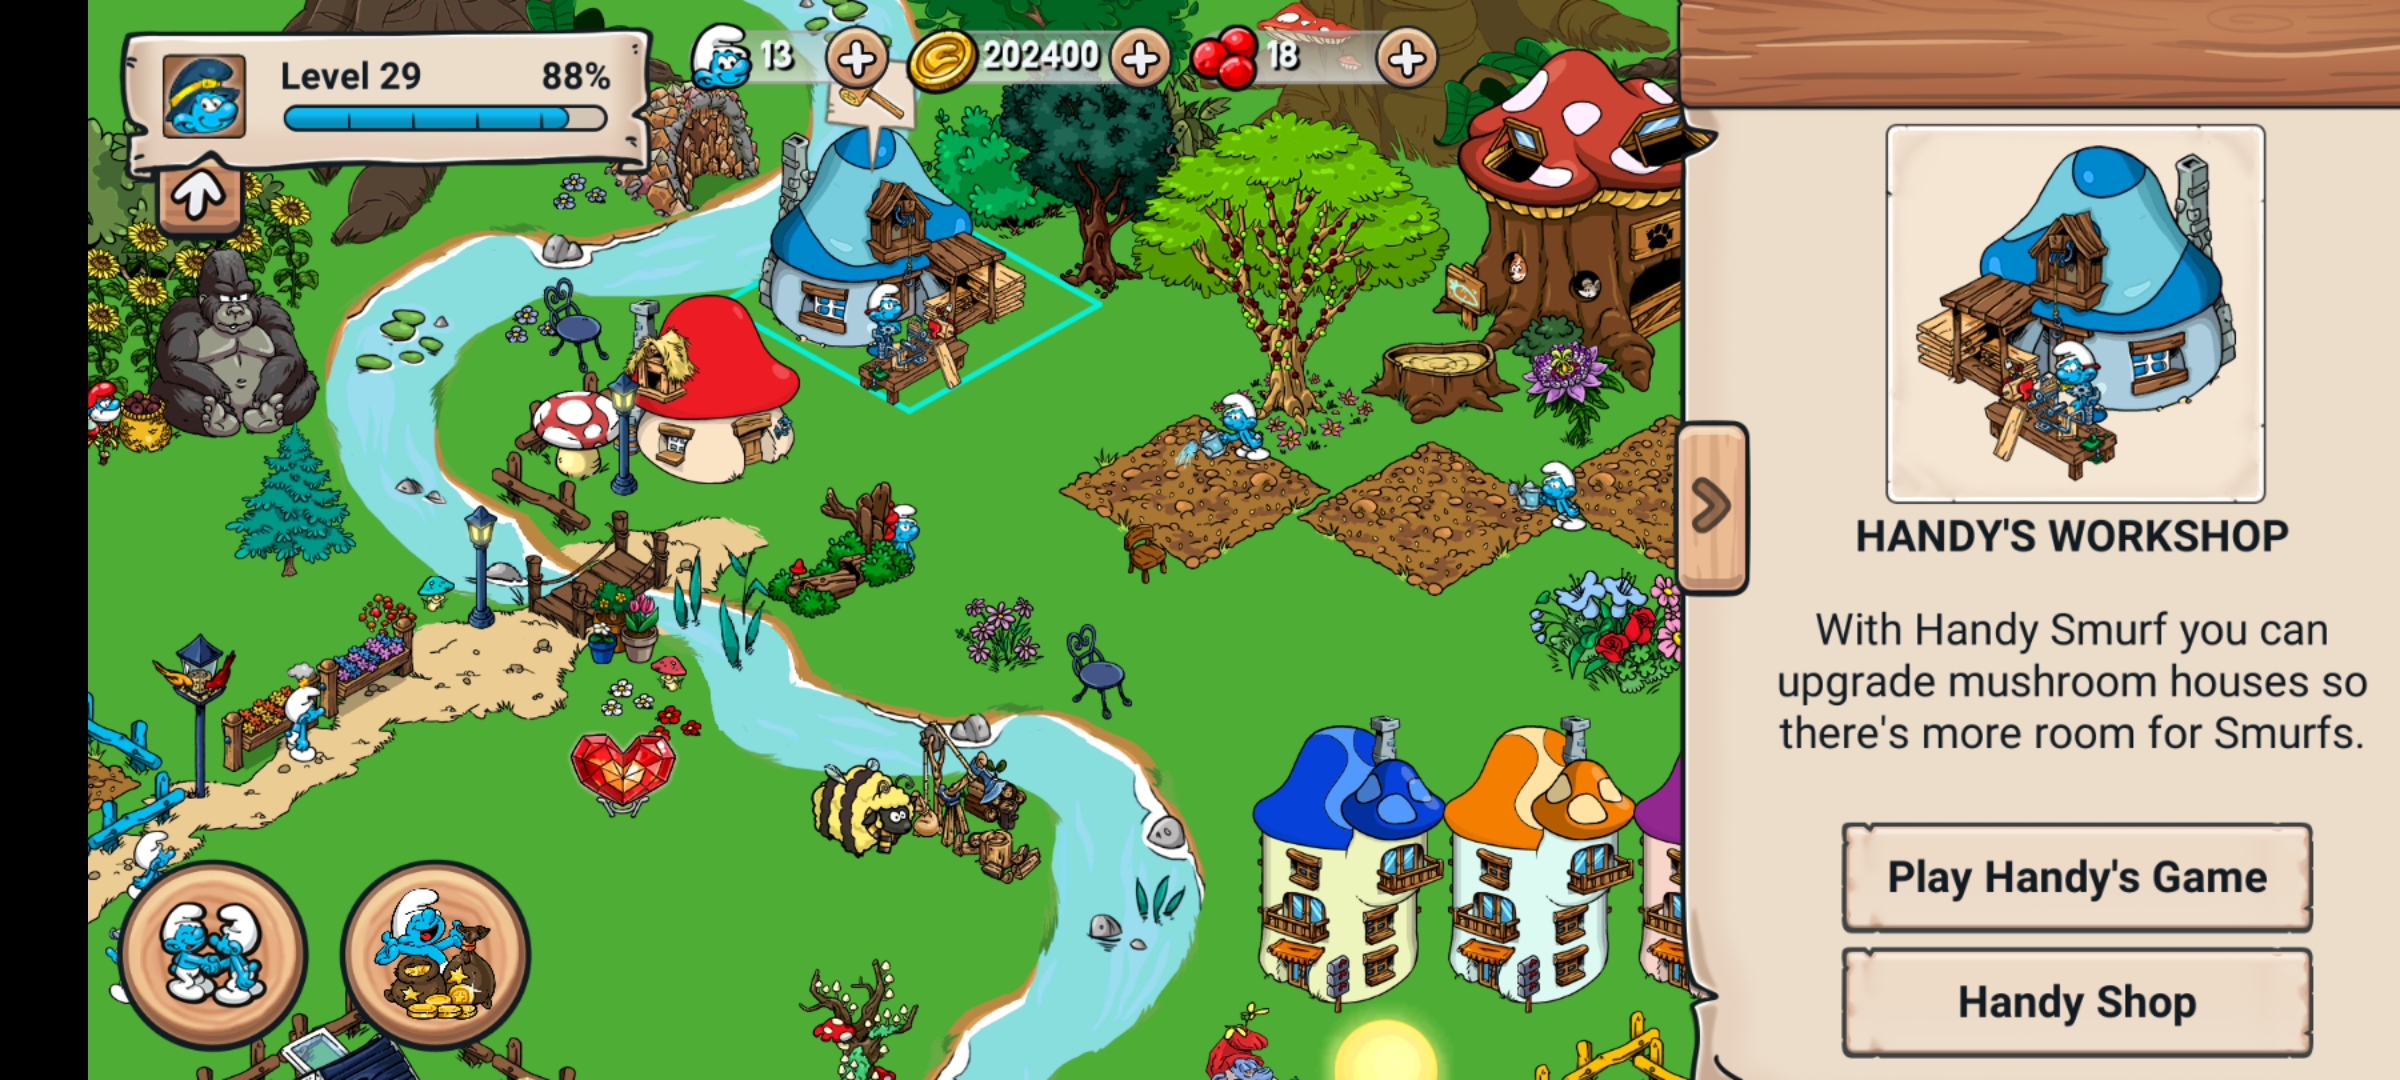 Level 29 88%
13 202400 18
HANDY'S WORKSHOP
With Handy Smurf you can
upgrade mushroom houses so
there's more room for Smurfs.
Play Handy's Game
Handy Shop